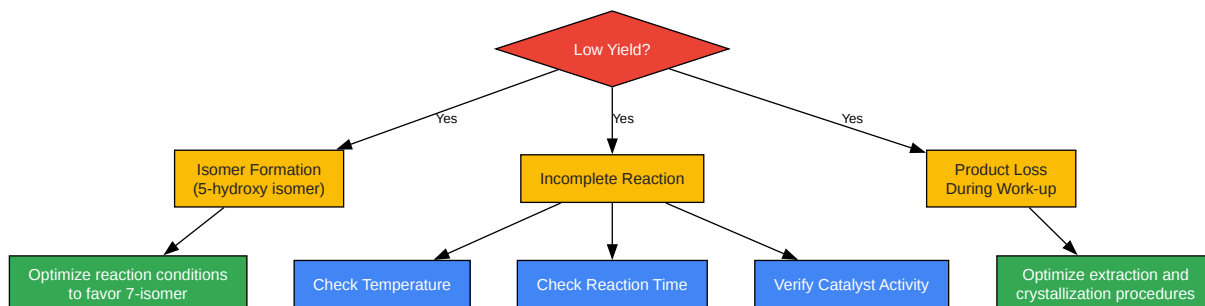 Low Yield?
Yes
Yes
Yes
Isomer Formation
(5-hydroxy isomer)
Incomplete Reaction
Product Loss
During Work-up
Optimize reaction conditions
to favor 7-isomer
Check Temperature
Check Reaction Time
Verify Catalyst Activity
Optimize extraction and
crystallization procedures